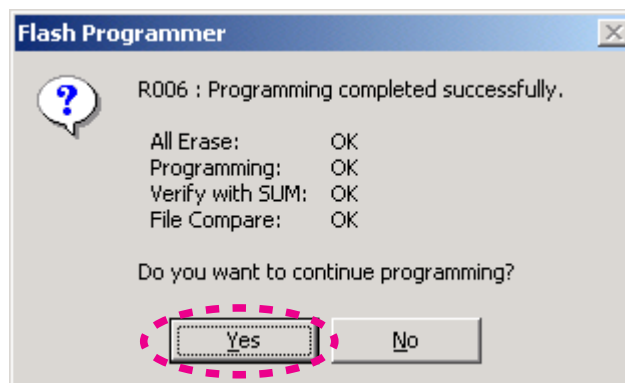 Flash Programmer
R006 : Programming completed successfully.
All Erase: OK
Programming: OK
Verify with SUM: OK
File Compare: OK
Do you want to continue programming?
Yes No